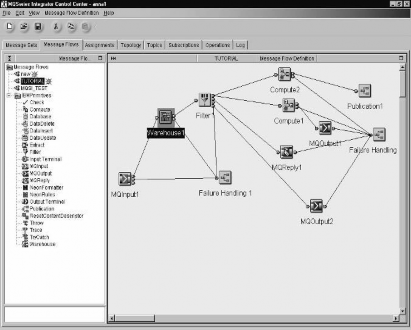 MQSeries Integrator Control Center - annu1
File Edit View Message Flow Definition Help
Message Sets Message Flows Assignments Topology Topics Subscriptions Operations Log
Message Flo...
TUTORIAL Message Flow Definition
Message Flows
new
TUTORIAL
MQSI_TEST
IBMPrimitives
Check
Compute
Database
DataDelete
DataInsert
DataUpdate
Extract
Filter
Input Terminal
MQInput
MQOutput
MQReply
NeonFormatter
NeonRules
Output Terminal
Publication
ResetContentDescriptor
Throw
Trace
TryCatch
Warehouse
Compute2
Publication1
Filter1
Compute1
Warehouse1
MQOutput1
Failure Handling
MQReply1
MQInput1
Failure Handling 1
MQOutput2